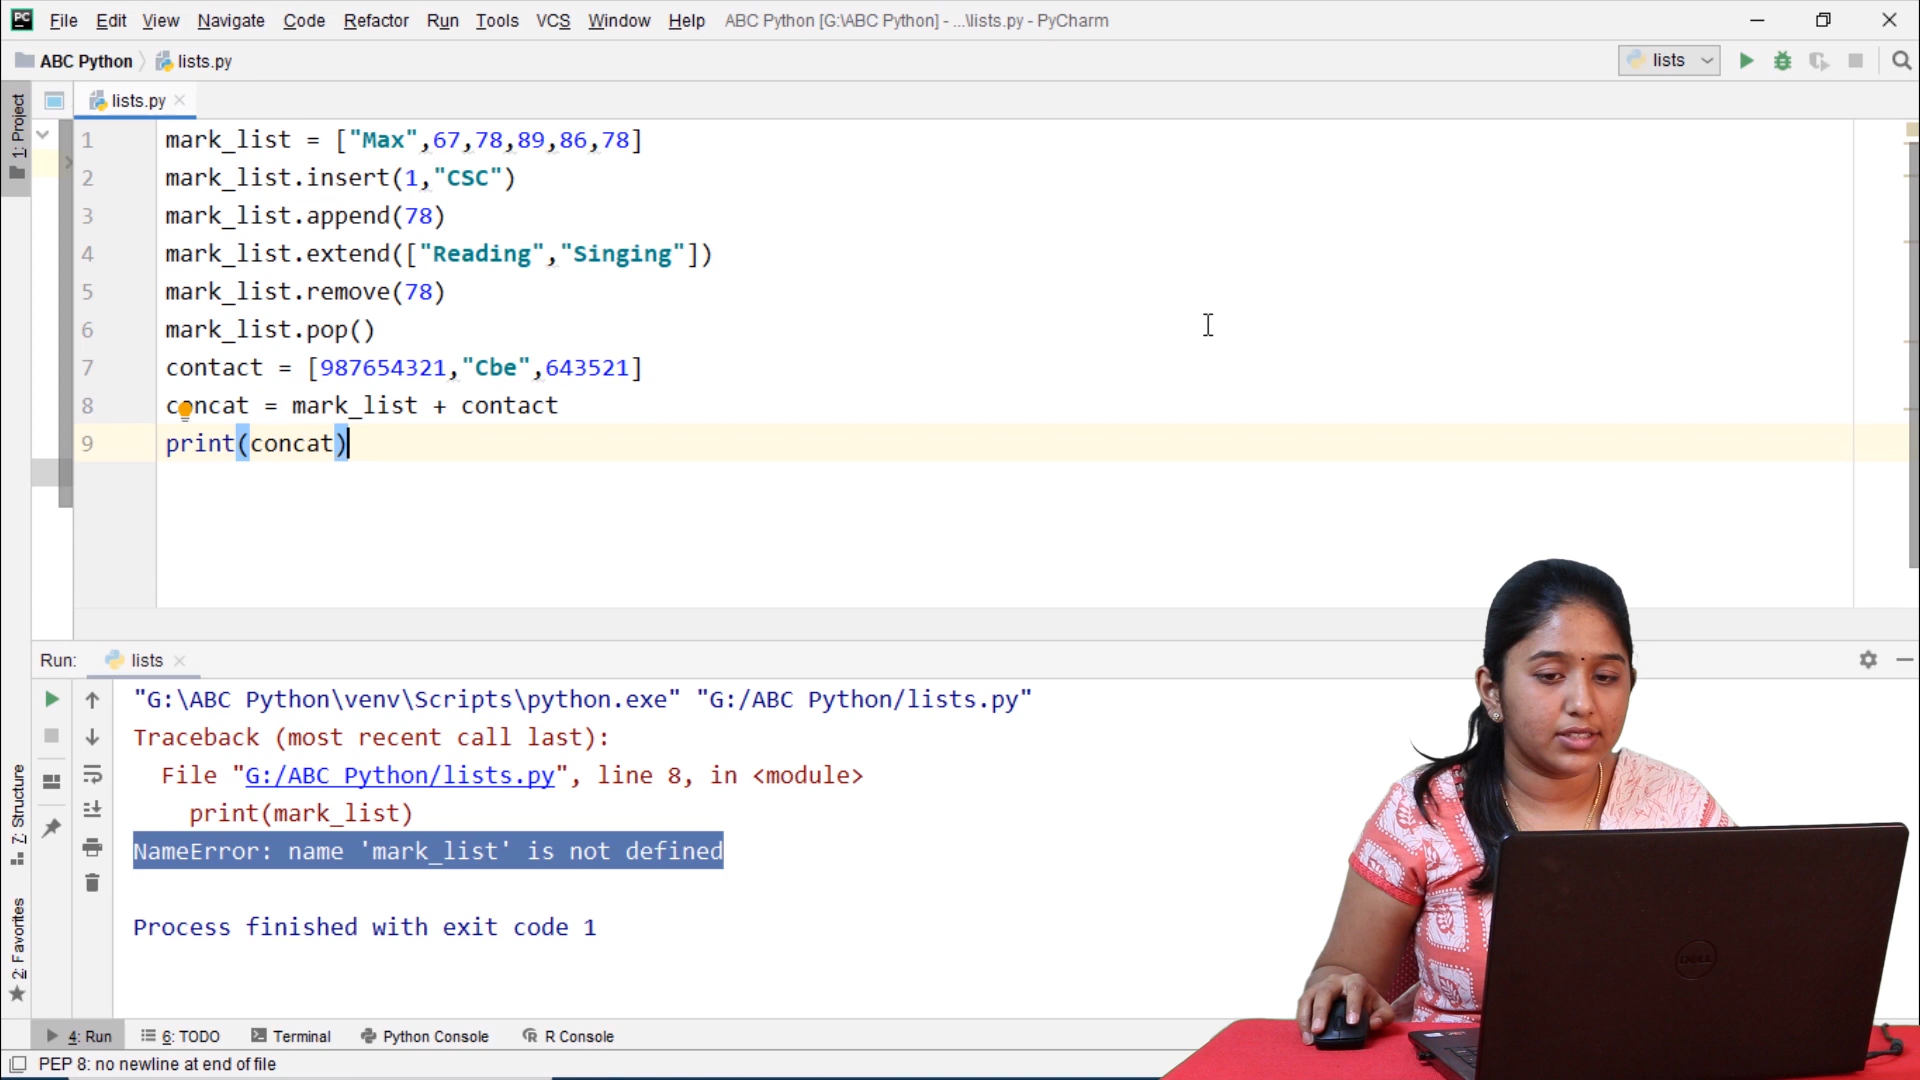 PC File Edit View Navigate Code Refactor Run Tools VCS Window Help ABC Python [G:\ABC Python] - ...\lists.py - PyCharm
ABC Python lists.py lists
1: Project
lists.py
1 mark_list = ["Max",67,78,89,86,78]
2 mark_list.insert(1,"CSC")
3 mark_list.append(78)
4 mark_list.extend(["Reading","Singing"])
5 mark_list.remove(78)
6 mark_list.pop()
7 contact = [987654321,"Cbe",643521]
8 concat = mark_list + contact
9 print(concat)
Run: lists
"G:\ABC Python\venv\Scripts\python.exe" "G:/ABC Python/lists.py"
Traceback (most recent call last):
File "G:/ABC Python/lists.py", line 8, in <module>
print(mark_list)
NameError: name 'mark_list' is not defined
Process finished with exit code 1
7: Structure
2: Favorites
DELL
4: Run 6: TODO Terminal Python Console R Console
PEP 8: no newline at end of file